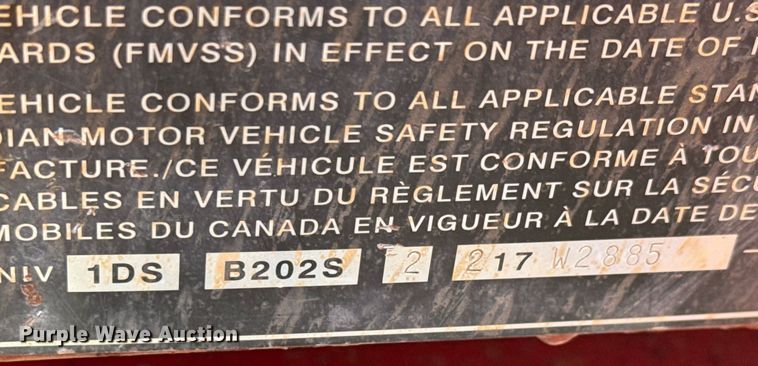 EHICLE CONFORMS TO ALL APPLICABLE U.S
ARDS (FMVSS) IN EFFECT ON THE DATE OF
EHICLE CONFORMS TO ALL APPLICABLE STAN
DIAN MOTOR VEHICLE SAFETY REGULATION IN
FACTURE./CE VÉHICULE EST CONFORME À TOU
CABLES EN VERTU DU RÈGLEMENT SUR LA SÉCU
MOBILES DU CANADA EN VIGUEUR À LA DATE DE
NIV 1DS B202S 2 217 W2885
Purple Wave Auction